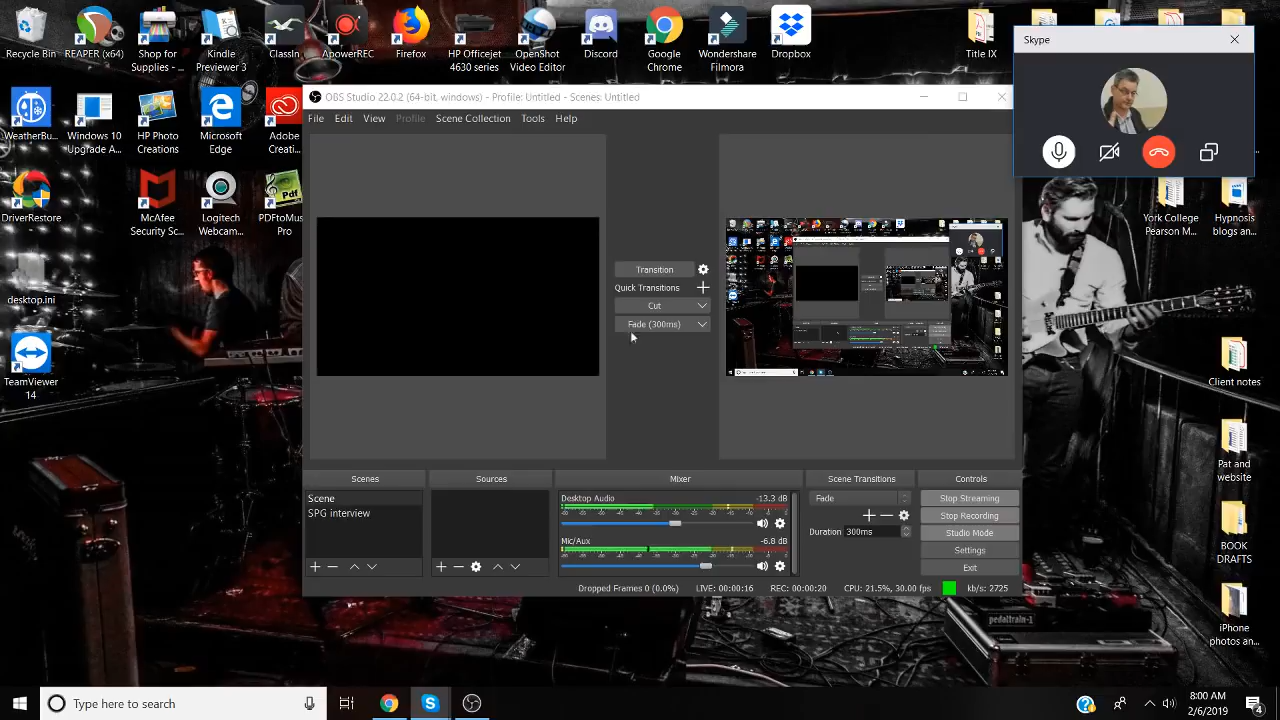 Recycle Bin
REAPER (x64)
Shop for
Supplies - ...
Kindle
Previewer 3
ClassIn
ApowerREC
Firefox
HP Officejet
4630 series
OpenShot
Video Editor
Discord
Google
Chrome
Wondershare
Filmora
Dropbox
Title IX
Skype
WeatherBu...
Windows 10
Upgrade A...
HP Photo
Creations
Microsoft
Edge
Adobe
Creati...
DriverRestore
McAfee
Security Sc...
Logitech
Webcam...
PDFToMus...
Pro
desktop.ini
TeamViewer
14
OBS Studio 22.0.2 (64-bit, windows) - Profile: Untitled - Scenes: Untitled
File Edit View Profile Scene Collection Tools Help
Transition
Quick Transitions
Cut
Fade (300ms)
Scenes
Sources
Mixer
Scene Transitions
Controls
Scene
SPG interview
Desktop Audio -13.3 dB
Mic/Aux -6.8 dB
Fade
Duration 300ms
Stop Streaming
Stop Recording
Studio Mode
Settings
Exit
Dropped Frames 0 (0.0%) LIVE: 00:00:16 REC: 00:00:20 CPU: 21.5%, 30.00 fps kb/s: 2725
York College
Pearson M...
Hypnosis
blogs an...
Client notes
Pat and
website
BOOK
DRAFTS
iPhone
photos an...
pedaltrain-1
Type here to search
8:00 AM
2/6/2019
4